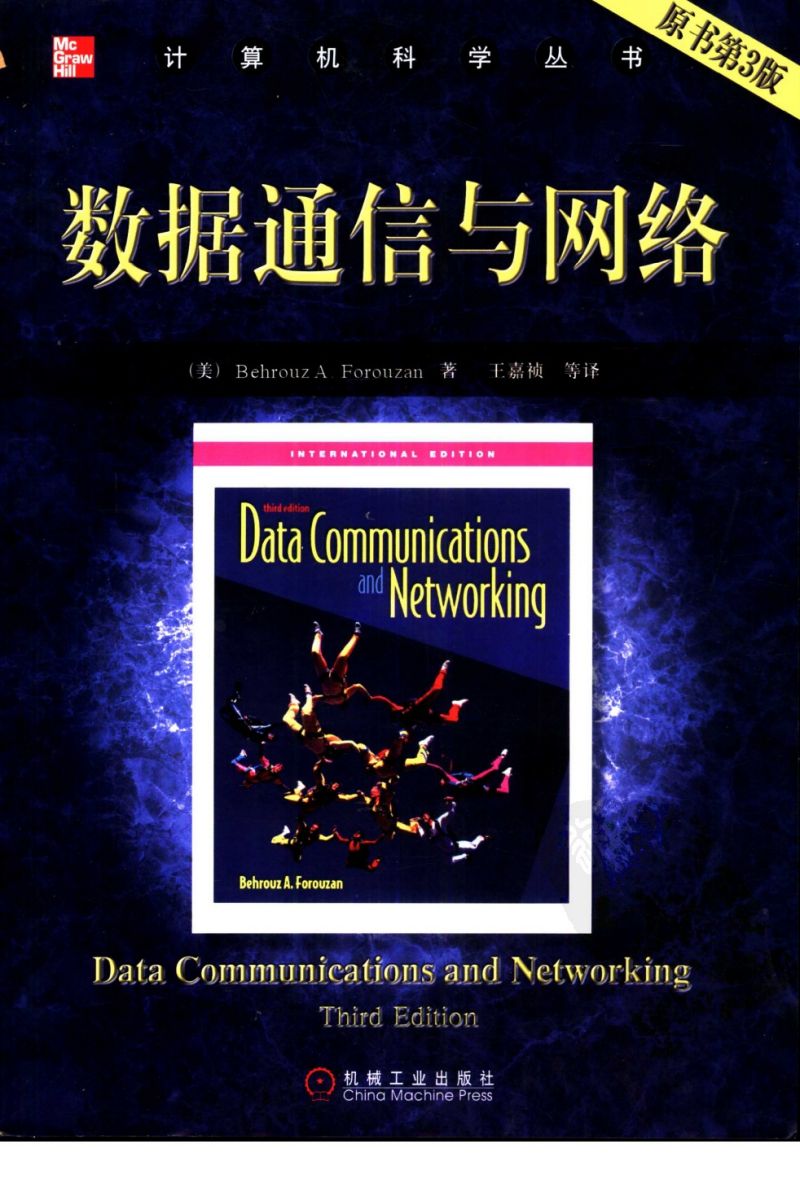 Mc
Graw
Hill
计算机科学丛书
原书第3版
数据通信与网络
(美) Behrouz A. Forouzan 著 王嘉祯 等译
INTERNATIONAL EDITION
third edition
Data Communications
and Networking
Behrouz A. Forouzan
Data Communications and Networking
Third Edition
机械工业出版社
China Machine Press